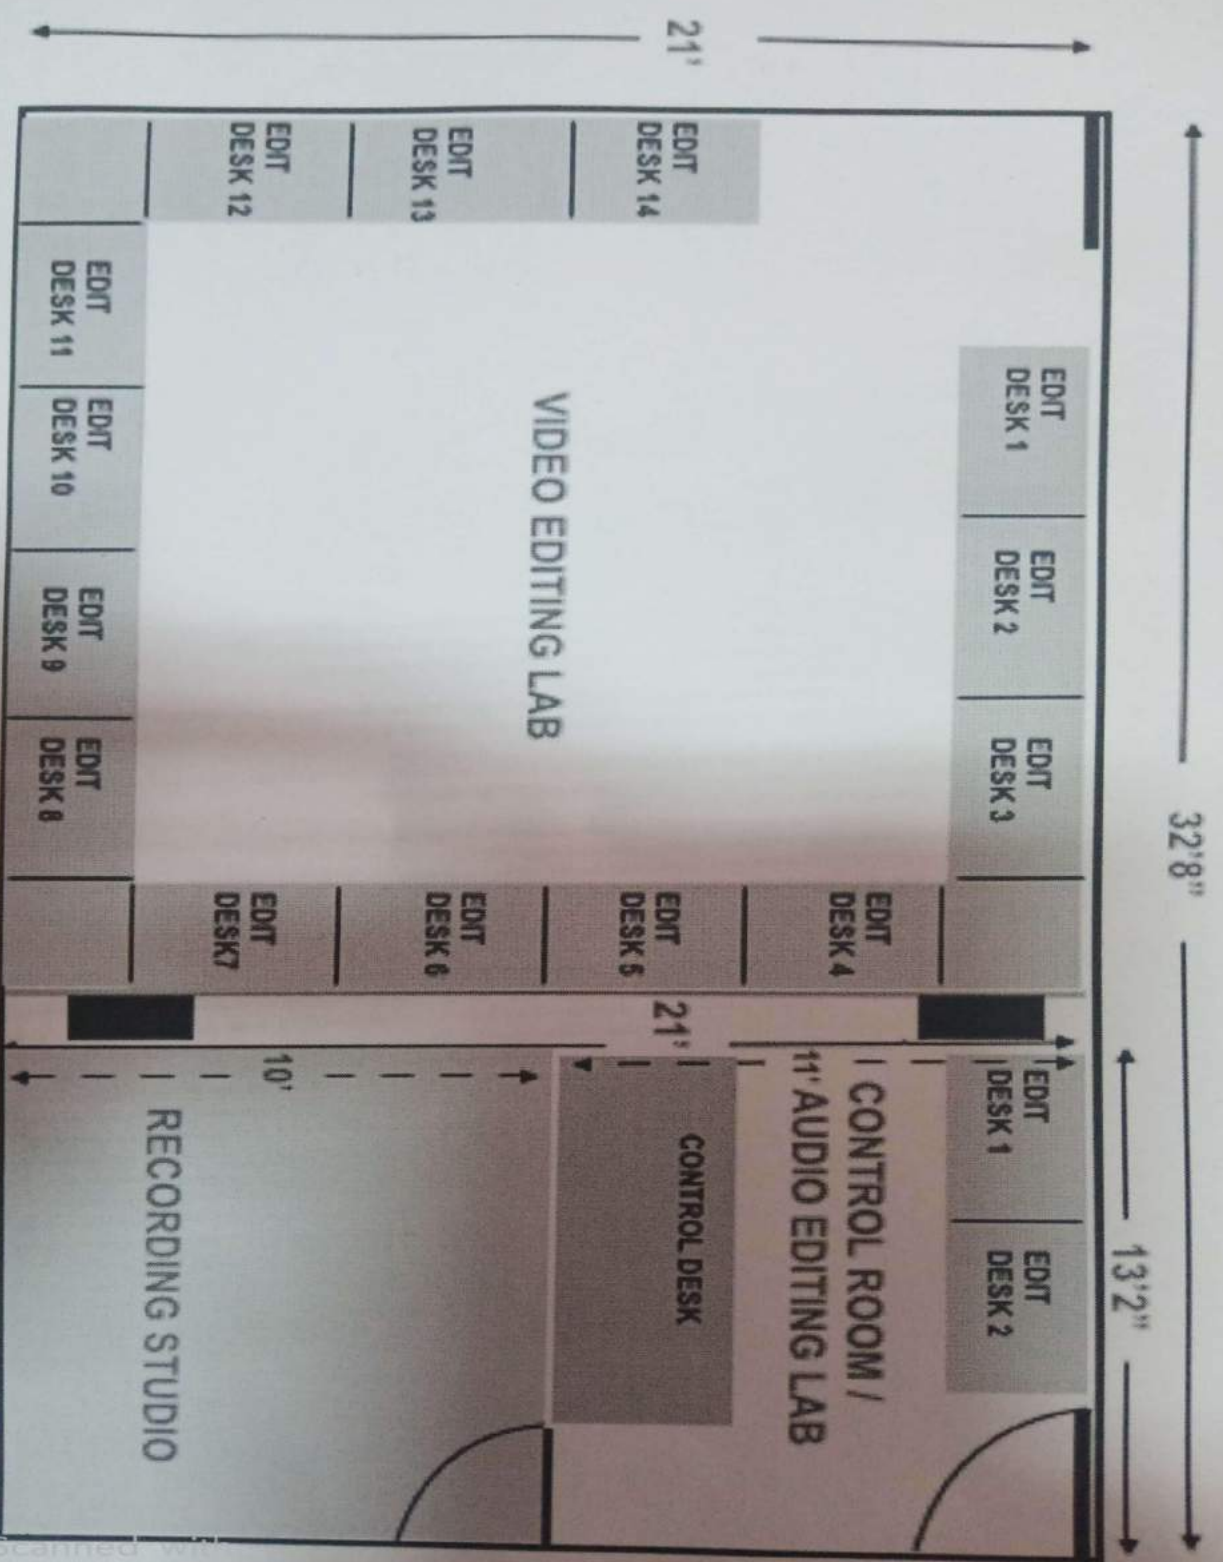 32'8"
13'2"
21'
EDIT
DESK 1
EDIT
DESK 2
EDIT
DESK 3
EDIT
DESK 4
EDIT
DESK 5
EDIT
DESK 6
EDIT
DESK7
EDIT
DESK 8
EDIT
DESK 9
EDIT
DESK 10
EDIT
DESK 11
EDIT
DESK 12
EDIT
DESK 13
EDIT
DESK 14
VIDEO EDITING LAB
EDIT
DESK 1
EDIT
DESK 2
CONTROL ROOM /
11' AUDIO EDITING LAB
21'
CONTROL DESK
10'
RECORDING STUDIO
Scanned with